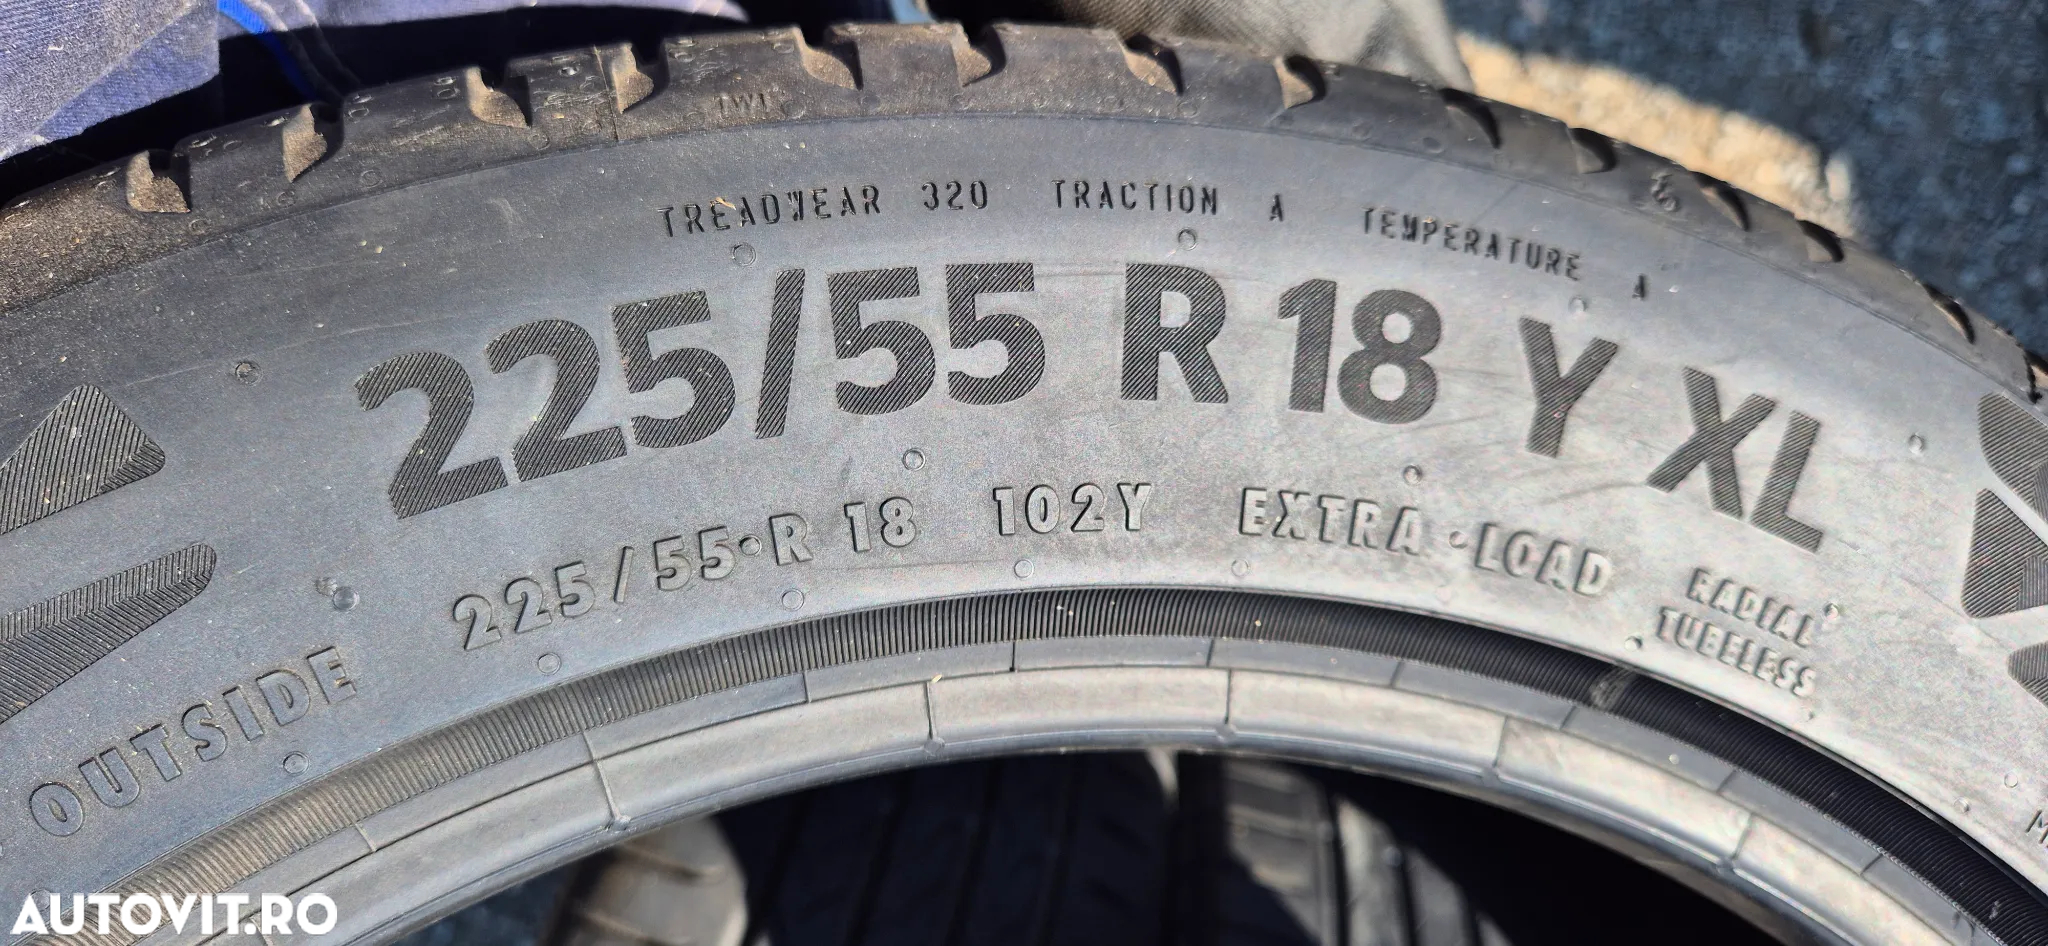 TWI
TREADWEAR 320 TRACTION A TEMPERATURE A
225/55 R 18 Y XL
225/55 R 18 102Y EXTRA LOAD
RADIAL
TUBELESS
OUTSIDE
AUTOVIT.RO